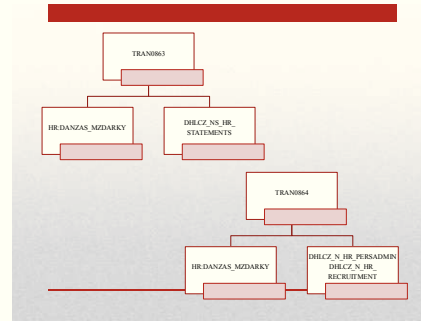 TRAN0863
HR:DANZAS_MZDARKY
DHLCZ_NS_HR_
STATEMENTS
TRAN0864
HR:DANZAS_MZDARKY
DHLCZ_N_HR_PERSADMIN
DHLCZ_N_HR_
RECRUITMENT